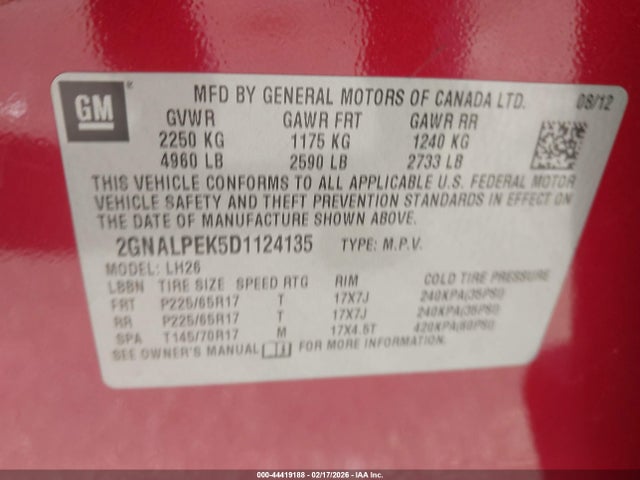 GM
MFD BY GENERAL MOTORS OF CANADA LTD. 08/12
GVWR GAWR FRT GAWR RR
2250 KG 1175 KG 1240 KG
4960 LB 2590 LB 2733 LB
THIS VEHICLE CONFORMS TO ALL APPLICABLE U.S. FEDERAL MOTOR
VEHICLE SAFETY AND THEFT PREVENTION STANDARDS IN EFFECT ON
THE DATE OF MANUFACTURE SHOWN ABOVE.
2GNALPEK5D1124135 TYPE: M.P.V.
MODEL: LH26
LBBN TIRE SIZE SPEED RTG RIM COLD TIRE PRESSURE
FRT P225/65R17 T 17X7J 240KPA(35PSI)
RR P225/65R17 T 17X7J 240KPA(35PSI)
SPA T145/70R17 M 17X4.5T 420KPA(60PSI)
SEE OWNER'S MANUAL FOR MORE INFORMATION.
000-44419188 - 02/17/2026 - IAA Inc.